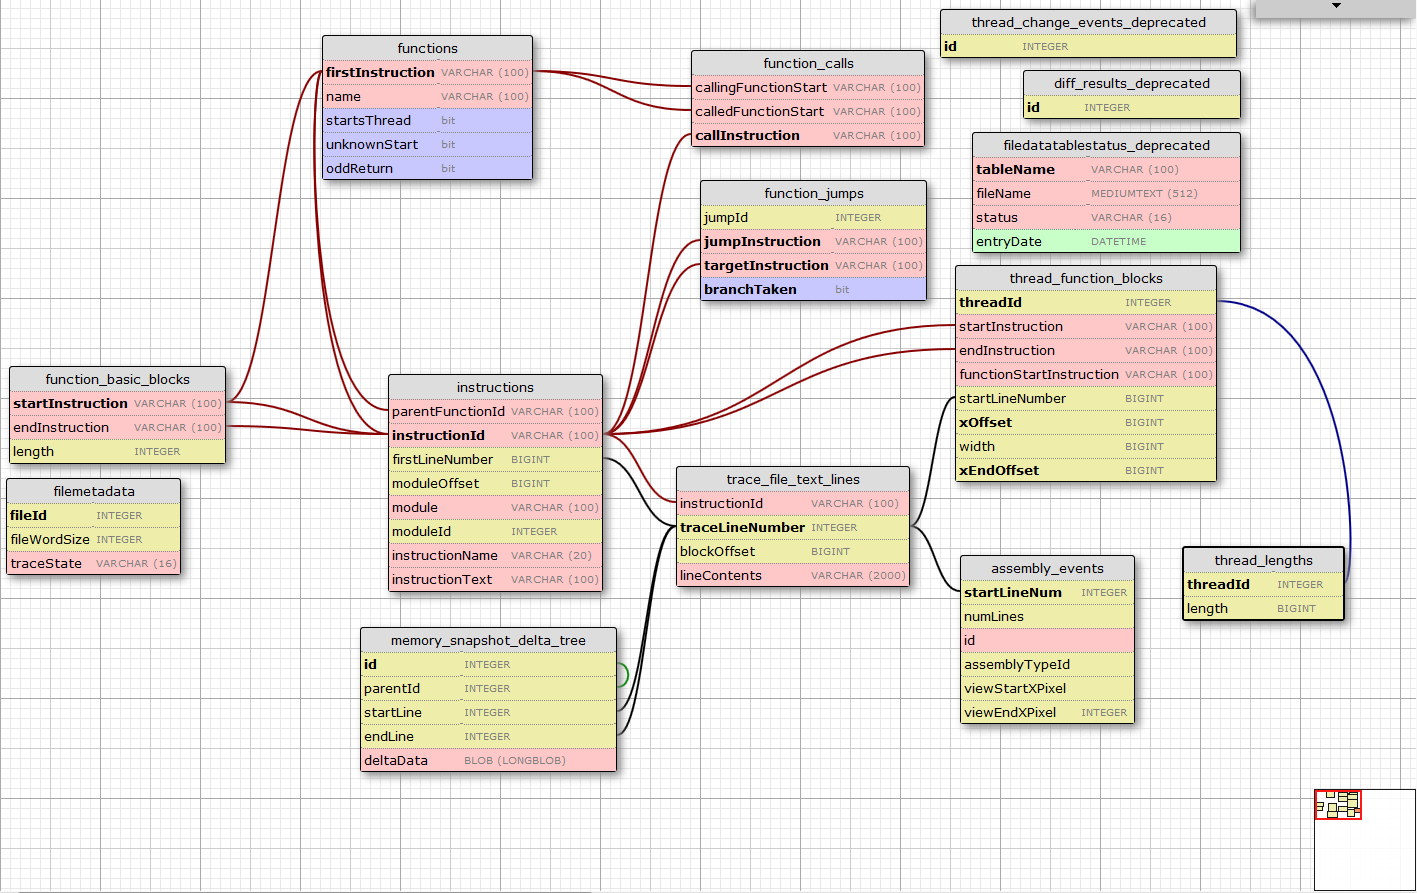 functions
firstInstruction VARCHAR (100)
name VARCHAR (100)
startsThread bit
unknownStart bit
oddReturn bit
function_calls
callingFunctionStart VARCHAR (100)
calledFunctionStart VARCHAR (100)
callInstruction VARCHAR (100)
thread_change_events_deprecated
id INTEGER
diff_results_deprecated
id INTEGER
filedatatablestatus_deprecated
tableName VARCHAR (100)
fileName MEDIUMTEXT (512)
status VARCHAR (16)
entryDate DATETIME
function_jumps
jumpId INTEGER
jumpInstruction VARCHAR (100)
targetInstruction VARCHAR (100)
branchTaken bit
thread_function_blocks
threadId INTEGER
startInstruction VARCHAR (100)
endInstruction VARCHAR (100)
functionStartInstruction VARCHAR (100)
startLineNumber BIGINT
xOffset BIGINT
width BIGINT
xEndOffset BIGINT
function_basic_blocks
startInstruction VARCHAR (100)
endInstruction VARCHAR (100)
length INTEGER
instructions
parentFunctionId VARCHAR (100)
instructionId VARCHAR (100)
firstLineNumber BIGINT
moduleOffset BIGINT
module VARCHAR (100)
moduleId INTEGER
instructionName VARCHAR (20)
instructionText VARCHAR (100)
filemetadata
fileId INTEGER
fileWordSize INTEGER
traceState VARCHAR (16)
trace_file_text_lines
instructionId VARCHAR (100)
traceLineNumber INTEGER
blockOffset BIGINT
lineContents VARCHAR (2000)
assembly_events
startLineNum INTEGER
numLines
id
assemblyTypeId
viewStartXPixel
viewEndXPixel INTEGER
thread_lengths
threadId INTEGER
length BIGINT
memory_snapshot_delta_tree
id INTEGER
parentId INTEGER
startLine INTEGER
endLine INTEGER
deltaData BLOB (LONGBLOB)